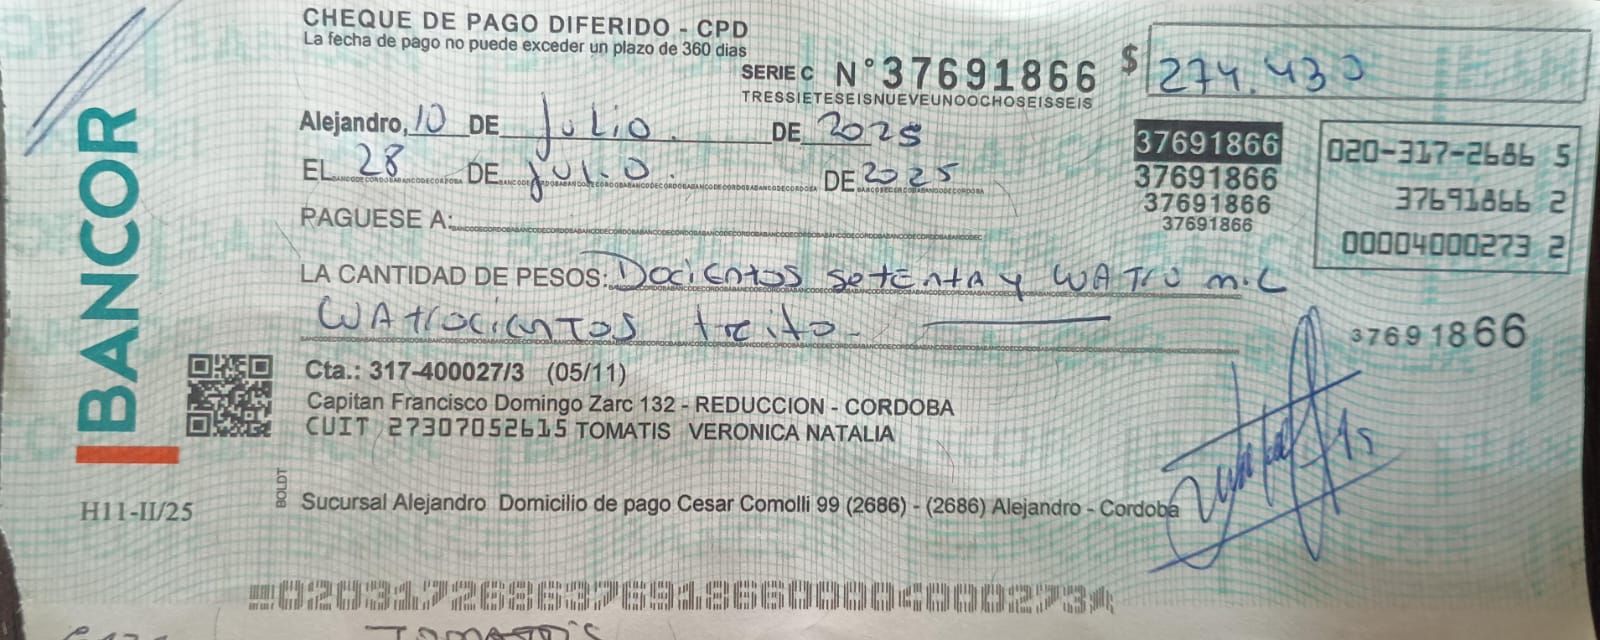 CHEQUE DE PAGO DIFERIDO - CPD
La fecha de pago no puede exceder un plazo de 360 dias
SERIE C N° 37691866
TRESSIETESEISNUEVEUNOOCHOSEISSEIS
$ 274.430
Alejandro, 10 DE Julio. DE 2025
EL 28 DE Julio. DE 2025
PAGUESE A:
LA CANTIDAD DE PESOS: Docientos setenta y cuatro mil
cuatrocientos treito.
37691866
37691866
37691866
37691866
020-317-2686 5
37691866 2
00004000273 2
37691866
BANCOR
Cta.: 317-400027/3 (05/11)
Capitan Francisco Domingo Zarc 132 - REDUCCION - CORDOBA
CUIT 27307052615 TOMATIS VERONICA NATALIA
BOLDT
H11-II/25
Sucursal Alejandro Domicilio de pago Cesar Comolli 99 (2686) - (2686) Alejandro - Cordoba
02031726863769186600004000273
TOMATIS